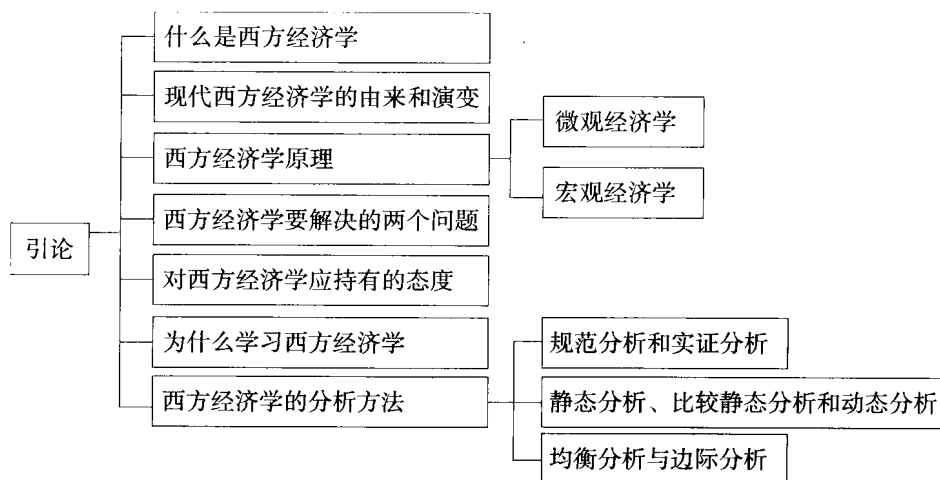 引论
什么是西方经济学
现代西方经济学的由来和演变
西方经济学原理
微观经济学
宏观经济学
西方经济学要解决的两个问题
对西方经济学应持有的态度
为什么学习西方经济学
西方经济学的分析方法
规范分析和实证分析
静态分析、比较静态分析和动态分析
均衡分析与边际分析